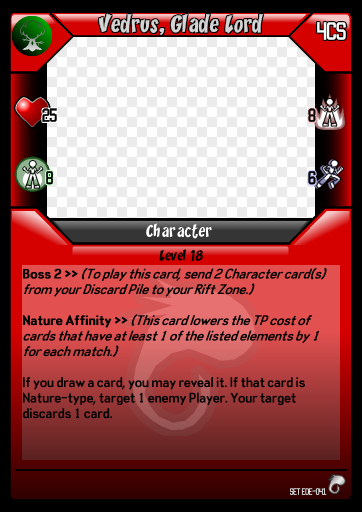 Vedrus, Glade Lord
4CS
25
8
8
6
Character
Level 18
Boss 2 >> (To play this card, send 2 Character card(s)
from your Discard Pile to your Rift Zone.)
Nature Affinity >> (This card lowers the TP cost of
cards that have at least 1 of the listed elements by 1
for each match.)
If you draw a card, you may reveal it. If that card is
Nature-type, target 1 enemy Player. Your target
discards 1 card.
SET EOE-041